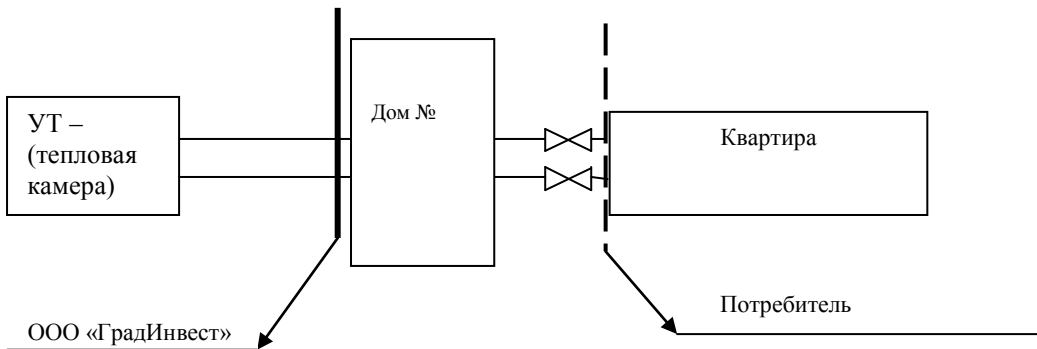 УТ –
(тепловая
камера)
Дом №
Квартира
Потребитель
ООО «ГрадИнвест»